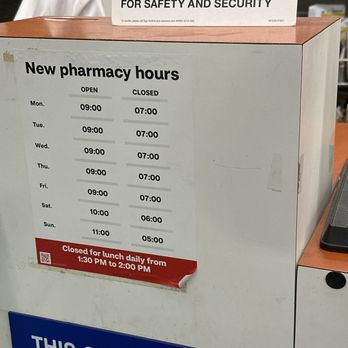 FOR SAFETY AND SECURITY
New pharmacy hours
OPEN CLOSED
Mon. 09:00 07:00
Tue. 09:00 07:00
Wed. 09:00 07:00
Thu. 09:00 07:00
Fri. 09:00 07:00
Sat. 10:00 06:00
Sun. 11:00 05:00
Closed for lunch daily from
1:30 PM to 2:00 PM
THIS